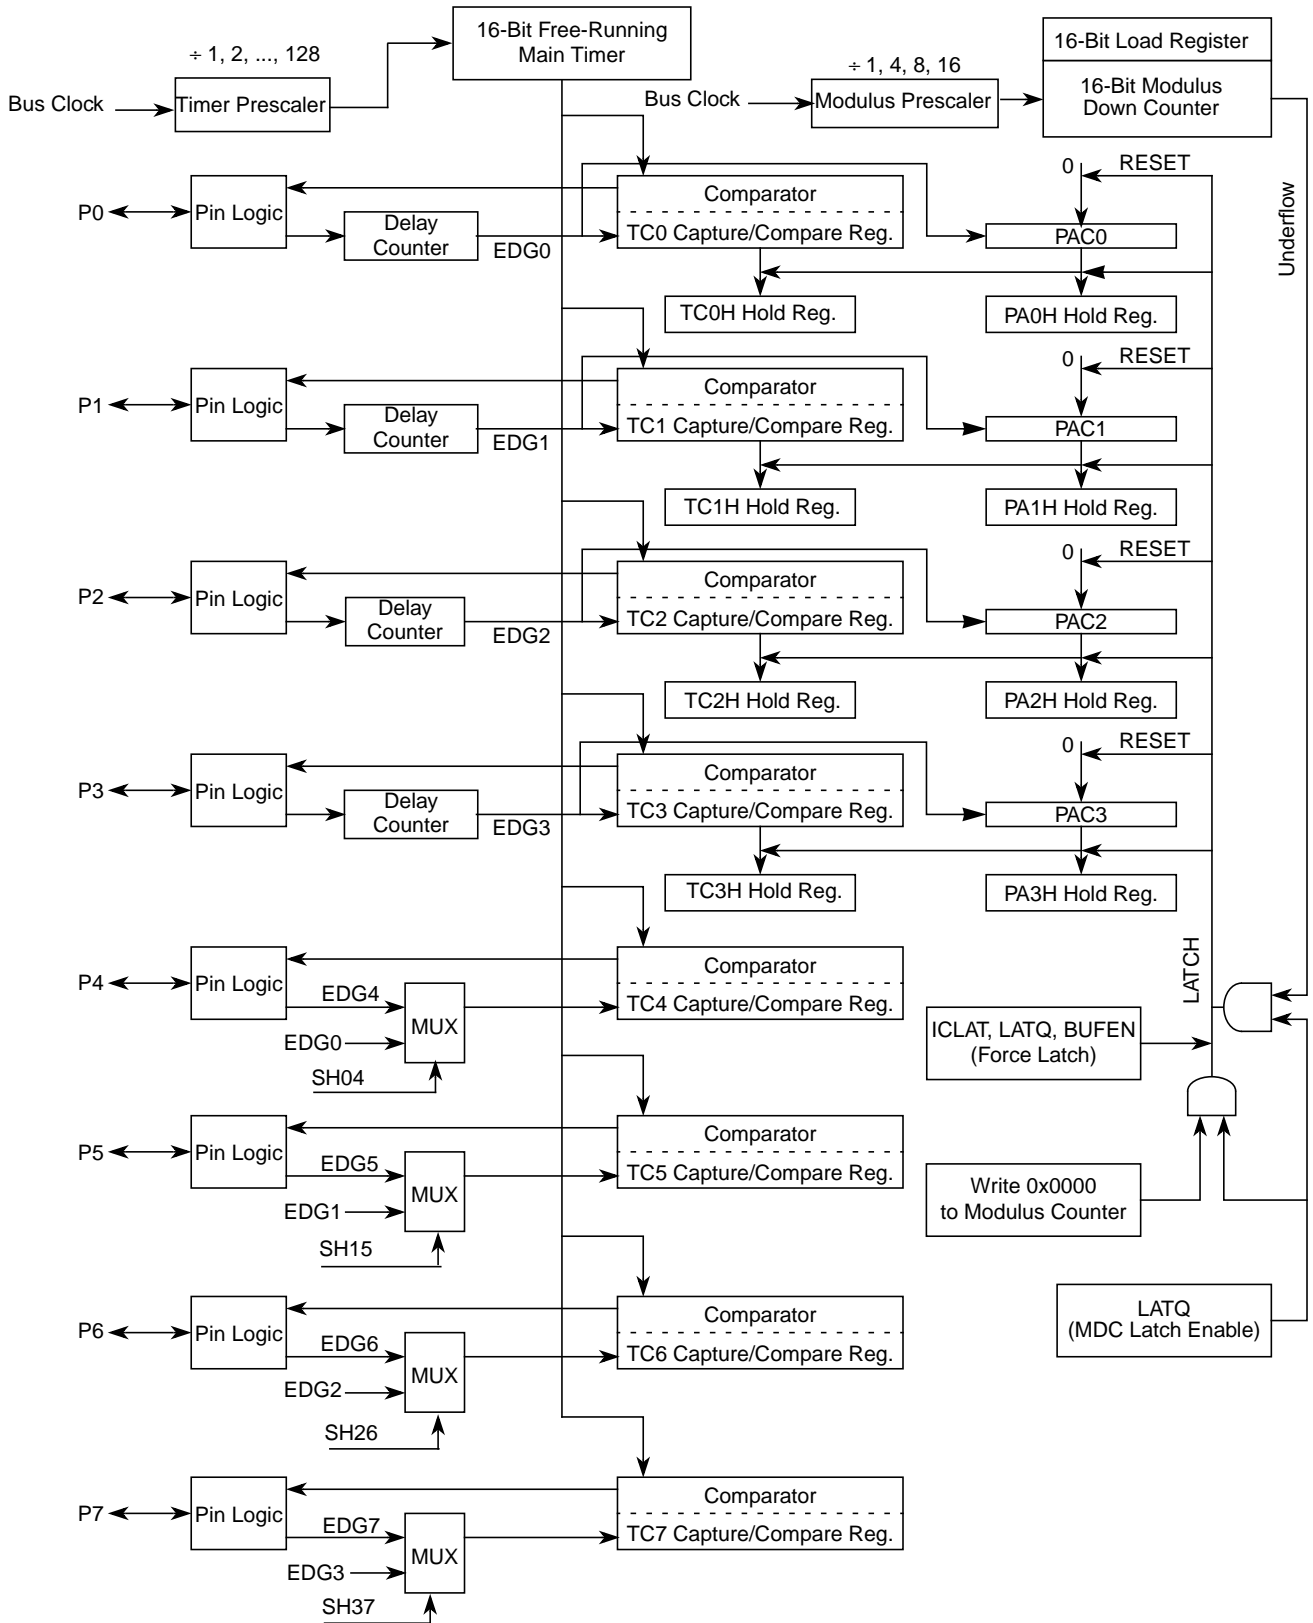 16-Bit Free-Running
Main Timer
÷ 1, 2, ..., 128
Bus Clock
Timer Prescaler
÷ 1, 4, 8, 16
Bus Clock
Modulus Prescaler
16-Bit Load Register
16-Bit Modulus
Down Counter
Underflow
P0
Pin Logic
Delay
Counter
EDG0
Comparator
TC0 Capture/Compare Reg.
TC0H Hold Reg.
0
RESET
PAC0
PA0H Hold Reg.
P1
Pin Logic
Delay
Counter
EDG1
Comparator
TC1 Capture/Compare Reg.
TC1H Hold Reg.
0
RESET
PAC1
PA1H Hold Reg.
P2
Pin Logic
Delay
Counter
EDG2
Comparator
TC2 Capture/Compare Reg.
TC2H Hold Reg.
0
RESET
PAC2
PA2H Hold Reg.
P3
Pin Logic
Delay
Counter
EDG3
Comparator
TC3 Capture/Compare Reg.
TC3H Hold Reg.
0
RESET
PAC3
PA3H Hold Reg.
LATCH
P4
Pin Logic
EDG4
EDG0
MUX
SH04
Comparator
TC4 Capture/Compare Reg.
ICLAT, LATQ, BUFEN
(Force Latch)
P5
Pin Logic
EDG5
EDG1
MUX
SH15
Comparator
TC5 Capture/Compare Reg.
Write 0x0000
to Modulus Counter
P6
Pin Logic
EDG6
EDG2
MUX
SH26
Comparator
TC6 Capture/Compare Reg.
LATQ
(MDC Latch Enable)
P7
Pin Logic
EDG7
EDG3
MUX
SH37
Comparator
TC7 Capture/Compare Reg.